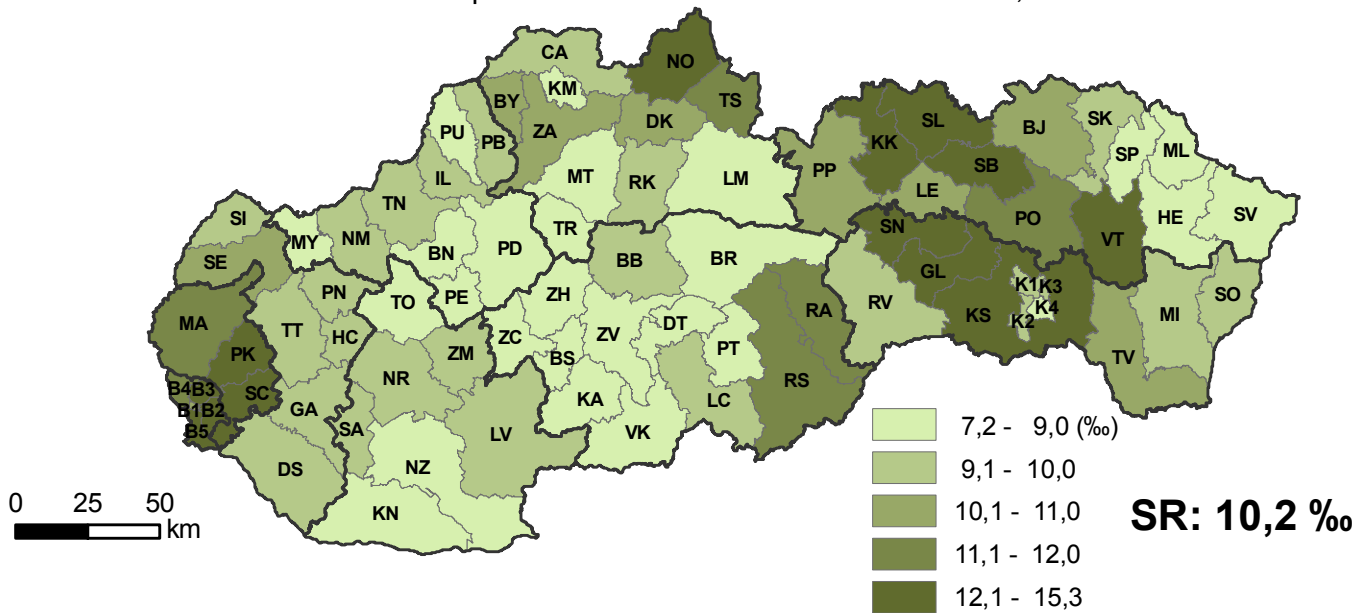 CA
NO
KM
BY
TS
PU
PB
ZA
DK
SL
BJ
SK
KK
SP
ML
IL
MT
RK
LM
PP
SB
LE
TN
SI
TR
PO
HE
SV
MY
NM
BN
PD
SN
VT
SE
BB
BR
GL
PN
TO
PE
ZH
K1 K3
SO
MA
TT
HC
RA
RV
KS
K4
MI
PK
ZM
ZC
ZV
DT
K2
BS
PT
TV
B4 B3
SC
NR
RS
B1 B2
GA
KA
LC
B5
SA
LV
VK
DS
NZ
KN
7,2 - 9,0 (‰)
9,1 - 10,0
10,1 - 11,0
11,1 - 12,0
12,1 - 15,3
SR: 10,2 ‰
0 25 50
km